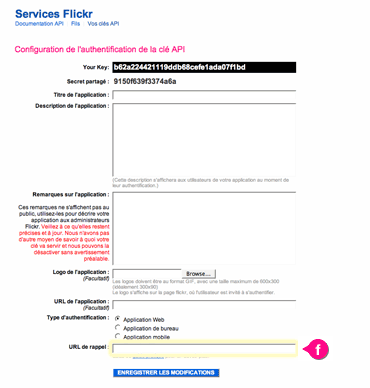 Services Flickr
Documentation API Fils Vos clés API
Configuration de l'authentification de la clé API
Your Key: b62a224421119ddb68cefe1ada07f1bd
Secret partagé : 9150f639f3374a6a
Titre de l'application :
Description de l'application :
(Cette description s'affichera aux utilisateurs de votre application au moment de
leur authentification.)
Remarques sur l'application :
Ces remarques ne s'affichent pas au
public, utilisez-les pour décrire votre
application aux administrateurs
Flickr. Veillez à ce qu'elles restent
précises et à jour. Nous n'avons pas
d'autre moyen de savoir à quoi votre
clé va servir et nous pouvons la
désactiver sans avertissement
préalable.
Logo de l'application :
(Facultatif)
Browse...
Les logos doivent être au format GIF, avec une taille maximum de 600x300
(idéalement 300x90)
Le logo s'affiche sur la page flickr, où l'utilisateur est invité à s'authentifier.
URL de l'application :
(Facultatif)
Type d'authentification :
Application Web
Application de bureau
Application mobile
URL de rappel :
f
ENREGISTRER LES MODIFICATIONS